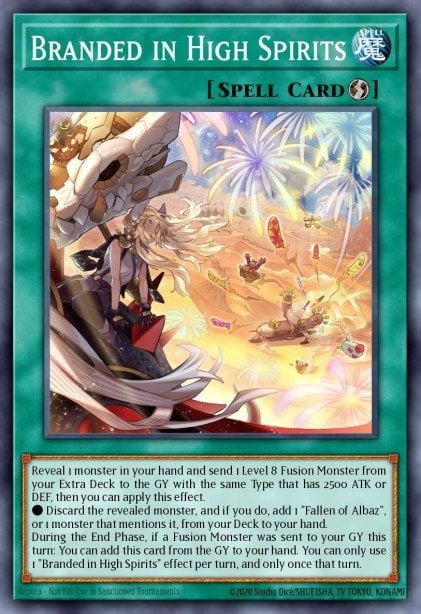 BRANDED IN HIGH SPIRITS
SPELL
魔
[SPELL CARD]
Reveal 1 monster in your hand and send 1 Level 8 Fusion Monster from
your Extra Deck to the GY with the same Type that has 2500 ATK or
DEF, then you can apply this effect.
● Discard the revealed monster, and if you do, add 1 "Fallen of Albaz",
or 1 monster that mentions it, from your Deck to your hand.
During the End Phase, if a Fusion Monster was sent to your GY this
turn: You can add this card from the GY to your hand. You can only use
1 "Branded in High Spirits" effect per turn, and only once that turn.
Replica - Not For Use in Sanctioned Tournaments
©2020 Studio Dice/SHUEISHA, TV TOKYO, KONAMI